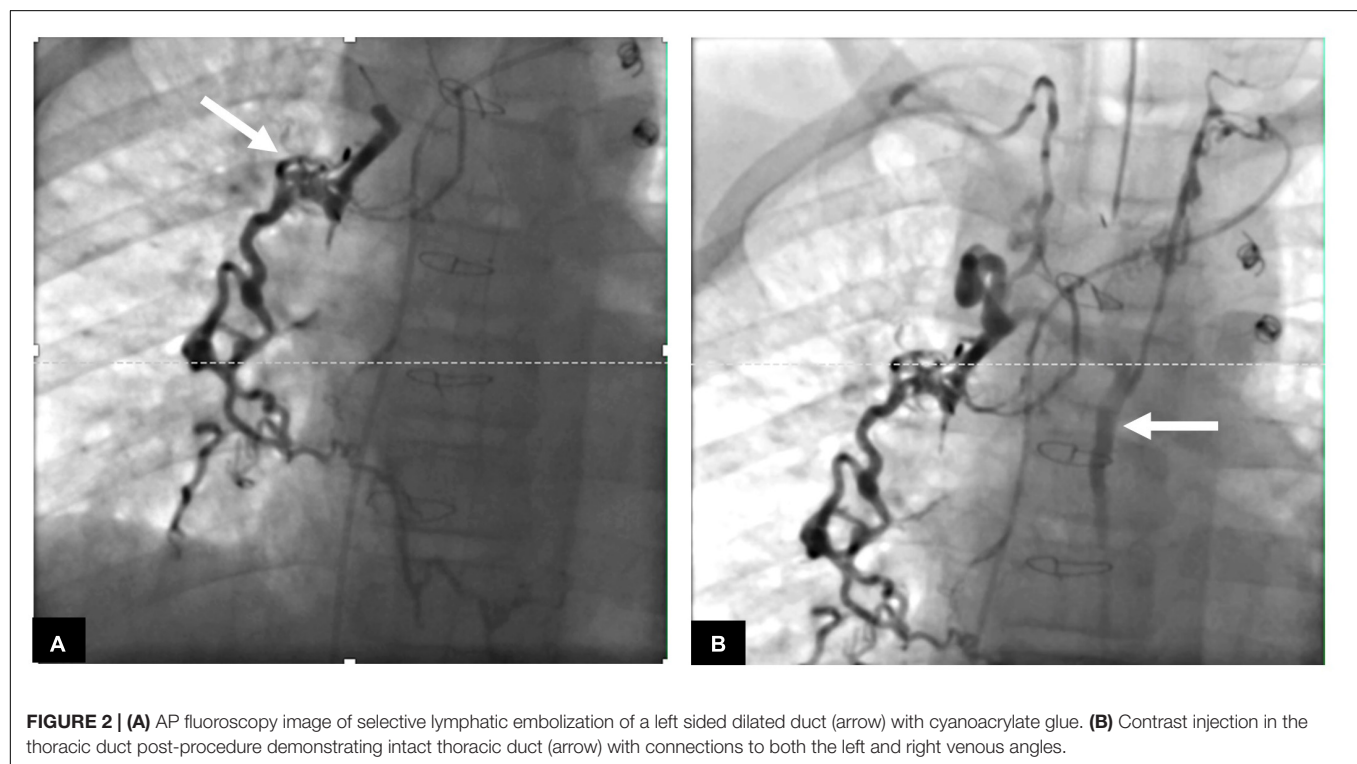 A
B
FIGURE 2 | (A) AP fluoroscopy image of selective lymphatic embolization of a left sided dilated duct (arrow) with cyanoacrylate glue. (B) Contrast injection in the
thoracic duct post-procedure demonstrating intact thoracic duct (arrow) with connections to both the left and right venous angles.